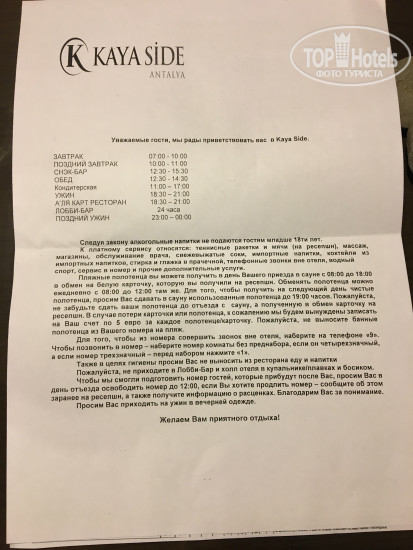 TOP Hotels
ФОТО ТУРИСТА
K KAYA SİDE
ANTALYA
Уважаемые гости, мы рады приветствовать вас в Kaya Side.
ЗАВТРАК 07:00 - 10:00
ПОЗДНИЙ ЗАВТРАК 10:00 - 11:00
СНЭК-БАР 12:30 - 15:30
ОБЕД 12:30 - 14:30
Кондитерская 11:00 – 17:00
УЖИН 18:30 – 21:00
А'ЛЯ КАРТ РЕСТОРАН 18:30 – 21:00
ЛОББИ-БАР 24 часа
ПОЗДНИЙ УЖИН 23:00 – 00:00
Следуя закону алкогольные напитки не подаются гостям младше 18ти лет.
К платному сервису относится: теннисные ракетки и мячи (на ресепшн), массаж,
магазины, обслуживание врача, свежевыжатые соки, импортные напитки, коктейли из
импортных напитков, стирка и глажка в прачечной, телефонные звонки вне отеля, водный
спорт, сервис в номер и прочие дополнительные услуги.
Пляжные полотенца вы можете получить в день Вашего приезда в сауне с 08:00 до 18:00
в обмен на белую карточку, которую вы получили на ресепшн. Обменять полотенца можно
ежедневно с 08:00 до 12:00 там же. Для того, чтобы получить на следующий день чистые
полотенца, просим Вас сдавать в сауну использованные полотенца до 19:00 часов. Пожалуйста,
не забудьте сдать ваши полотенца до отъезда с сауну, а полученную в обмен карточку на
ресепшн. В случае потери карточки или полотенца, к сожалению мы будем вынуждены записать
на Ваш счет по 5 евро за каждое полотенце/карточку. Пожалуйста, не выносите банные
полотенца из Вашего номера на пляж.
Для того, чтобы из номера совершить звонок вне отеля, наберите на телефоне «9».
Чтобы позвонить в номер – наберите номер комнаты без преднабора, если он четырехзначный,
а если номер трехзначный – перед набором нажмите «1».
Также в целях гигиены просим Вас не выносить из ресторана еду и напитки
Пожалуйста, не приходите в Лобби-Бар и холл отеля в купальнике/плавках и босиком.
Чтобы мы смогли подготовить номер гостей, которые прибудут после Вас, просим Вас в
день отъезда освободить номер до 12:00, если Вы хотите продлить номер – сообщите об этом
заранее на ресепшн, а также получите информацию о расценках. Благодарим Вас за понимание.
Просим Вас приходить на ужин в вечерней одежде.
Желаем Вам приятного отдыха!